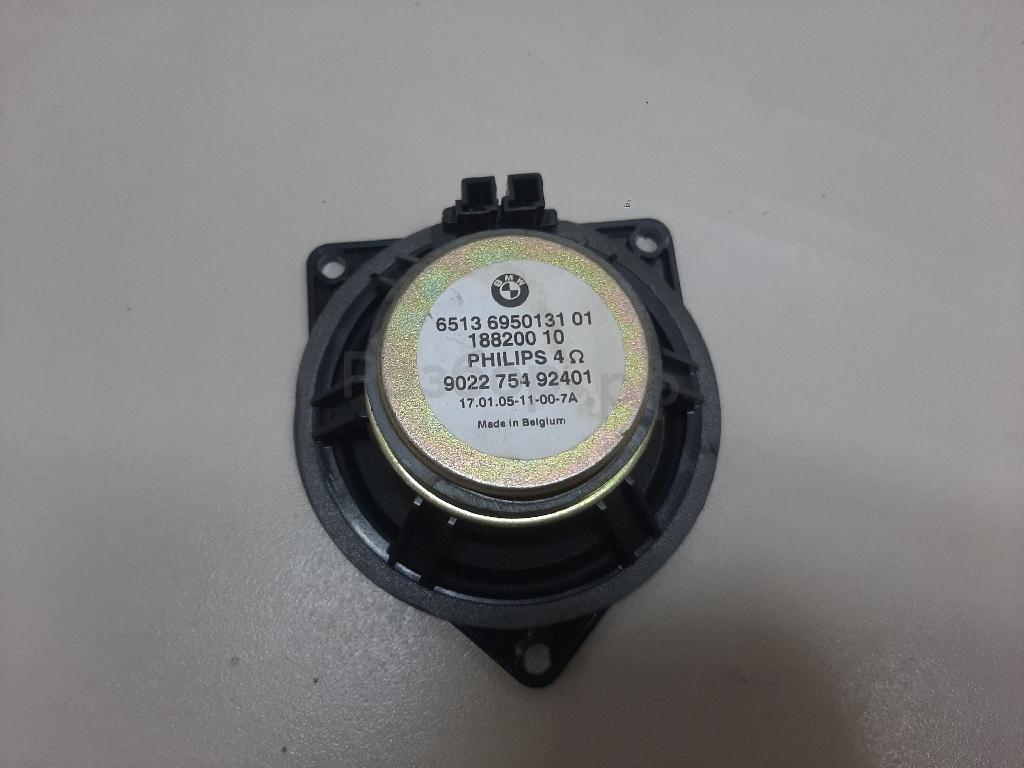 BMW
6513 6950131 01
188200 10
PHILIPS 4 Ω
9022 754 92401
17.01.05-11-00-7A
Made in Belgium